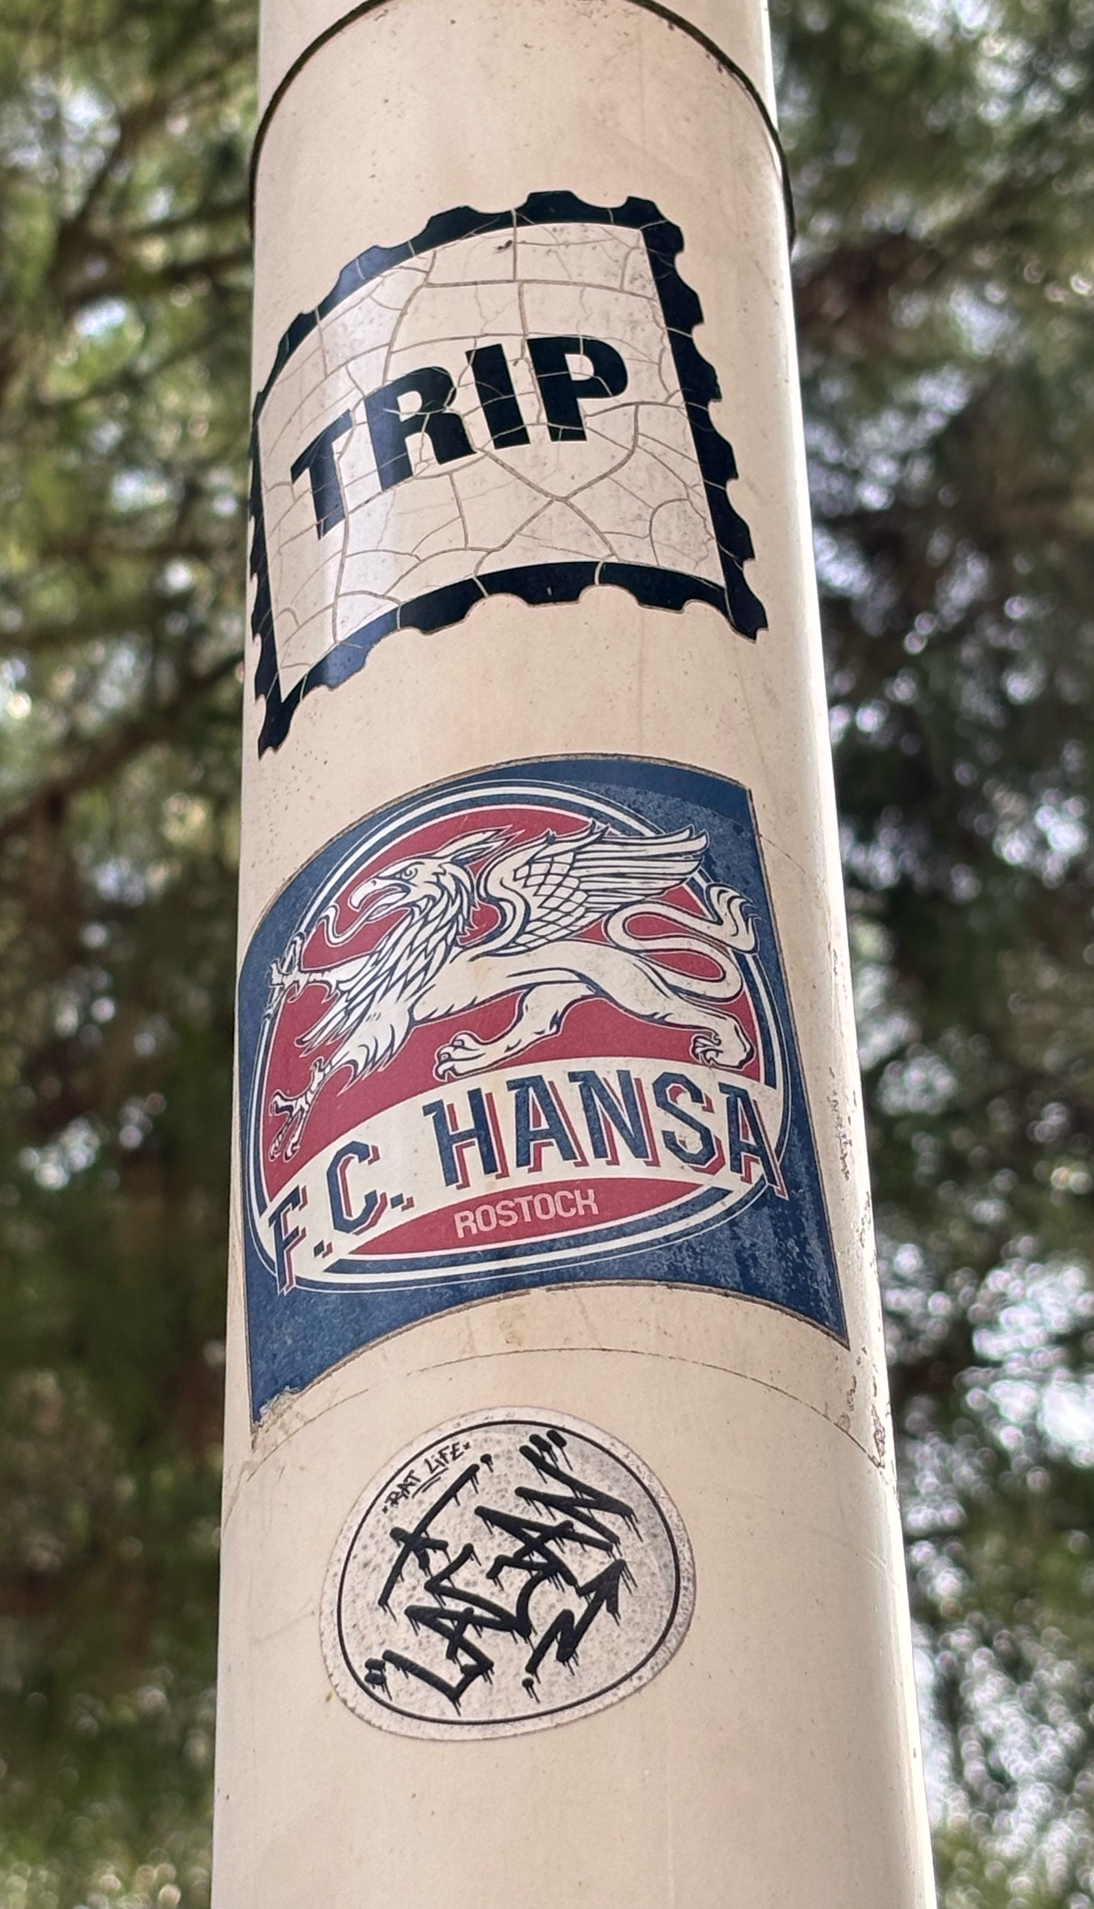 TRIP
F.C. HANSA
ROSTOCK
"RAT LIFE"